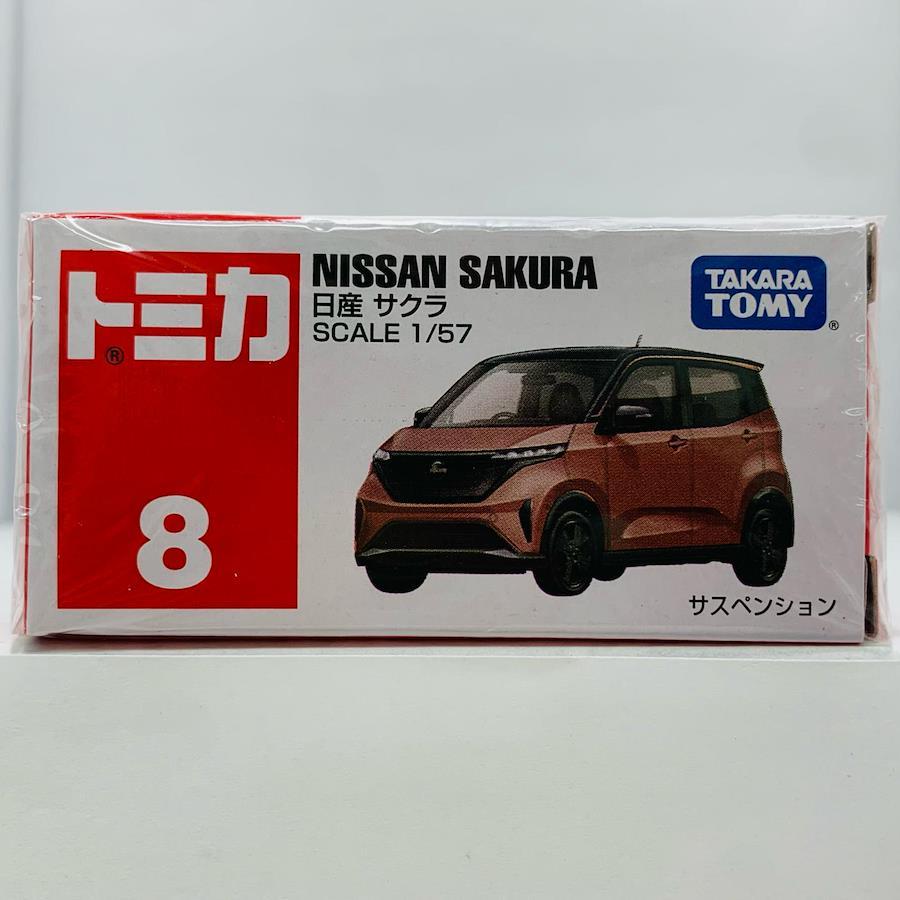 トミカ
®
8
NISSAN SAKURA
日産 サクラ
SCALE 1/57
TAKARA
TOMY
®
サスペンション